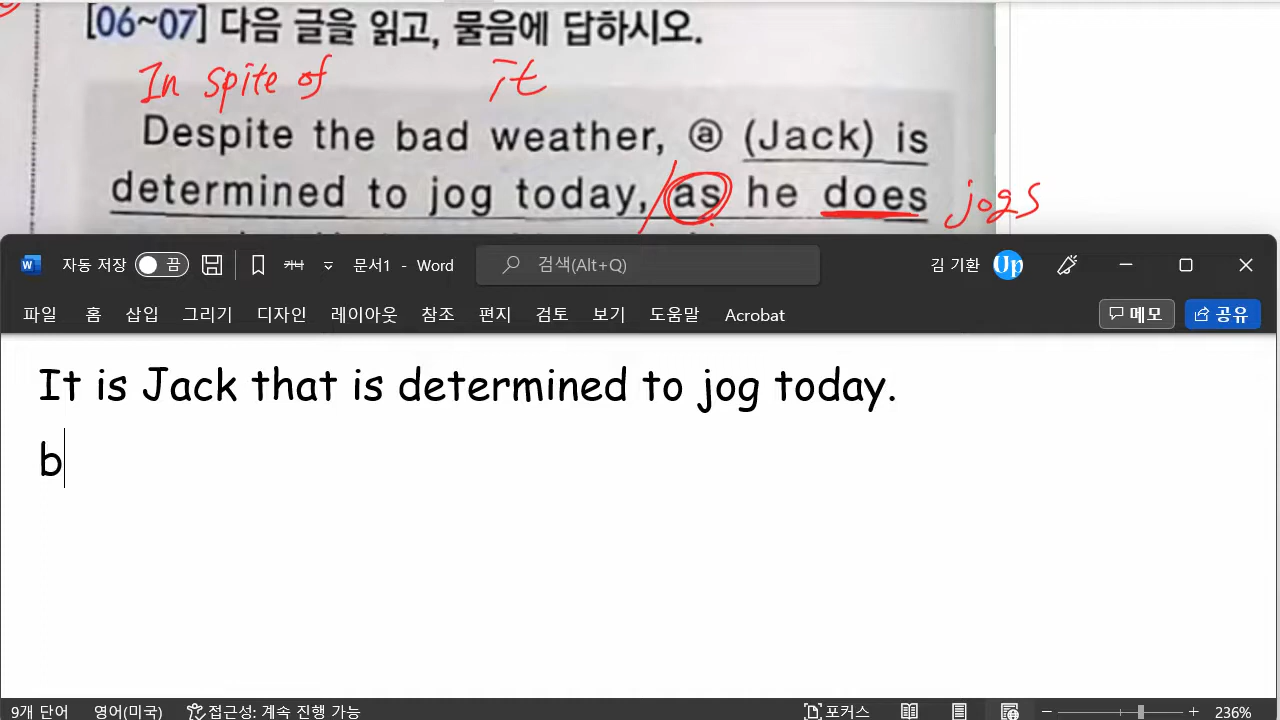 [06~07] 다음 글을 읽고, 물음에 답하시오.
In spite of it
Despite the bad weather, ⓐ (Jack) is
determined to jog today, as he does jogs
자동 저장 끔 문서1 - Word 검색(Alt+Q) 김 기환 Up
파일 홈 삽입 그리기 디자인 레이아웃 참조 편지 검토 보기 도움말 Acrobat 메모 공유
It is Jack that is determined to jog today.
b
9개 단어 영어(미국) 접근성: 계속 진행 가능 포커스 236%